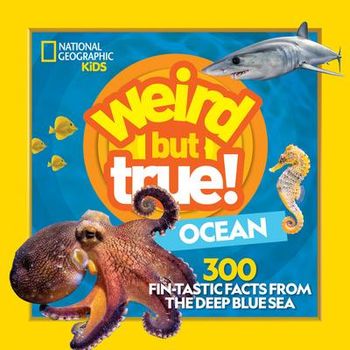 NATIONAL
GEOGRAPHIC
KiDS
weird
but
true!
OCEAN
300
FIN-TASTIC FACTS FROM
THE DEEP BLUE SEA